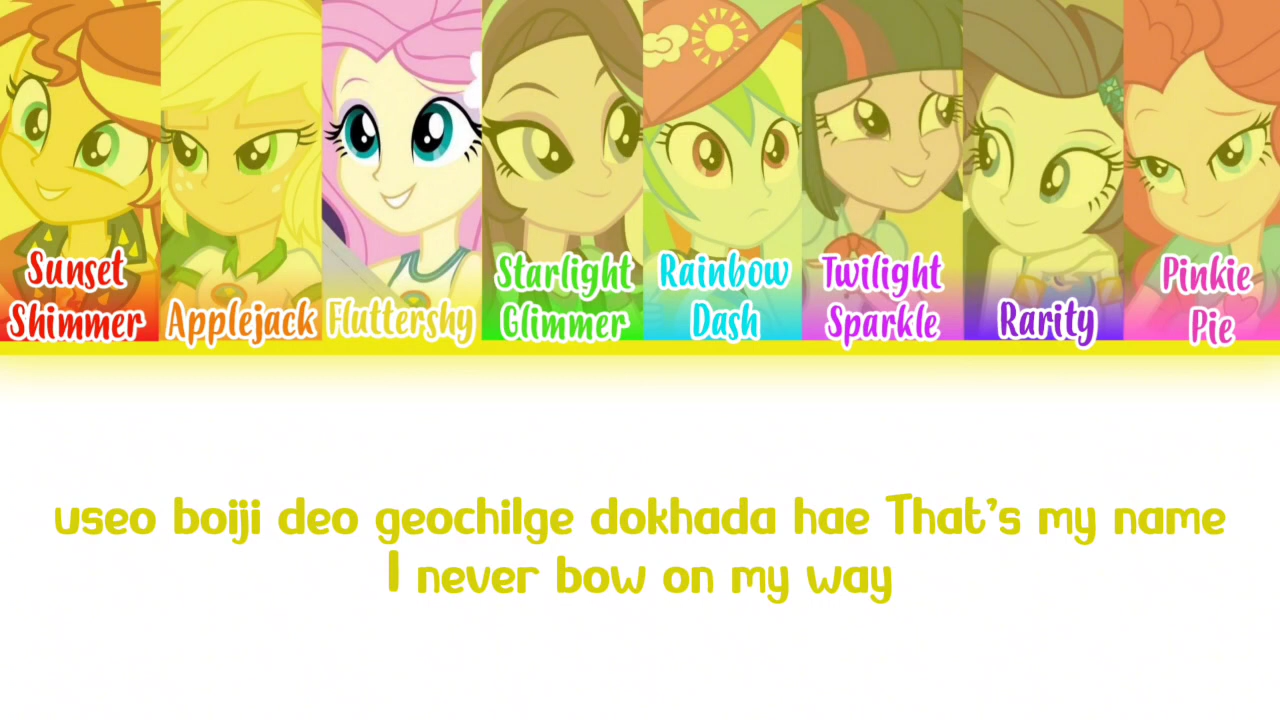 Sunset
Shimmer
Applejack
Fluttershy
Starlight
Glimmer
Rainbow
Dash
Twilight
Sparkle
Rarity
Pinkie
Pie
useo boiji deo geochilge dokhada hae That's my name
I never bow on my way